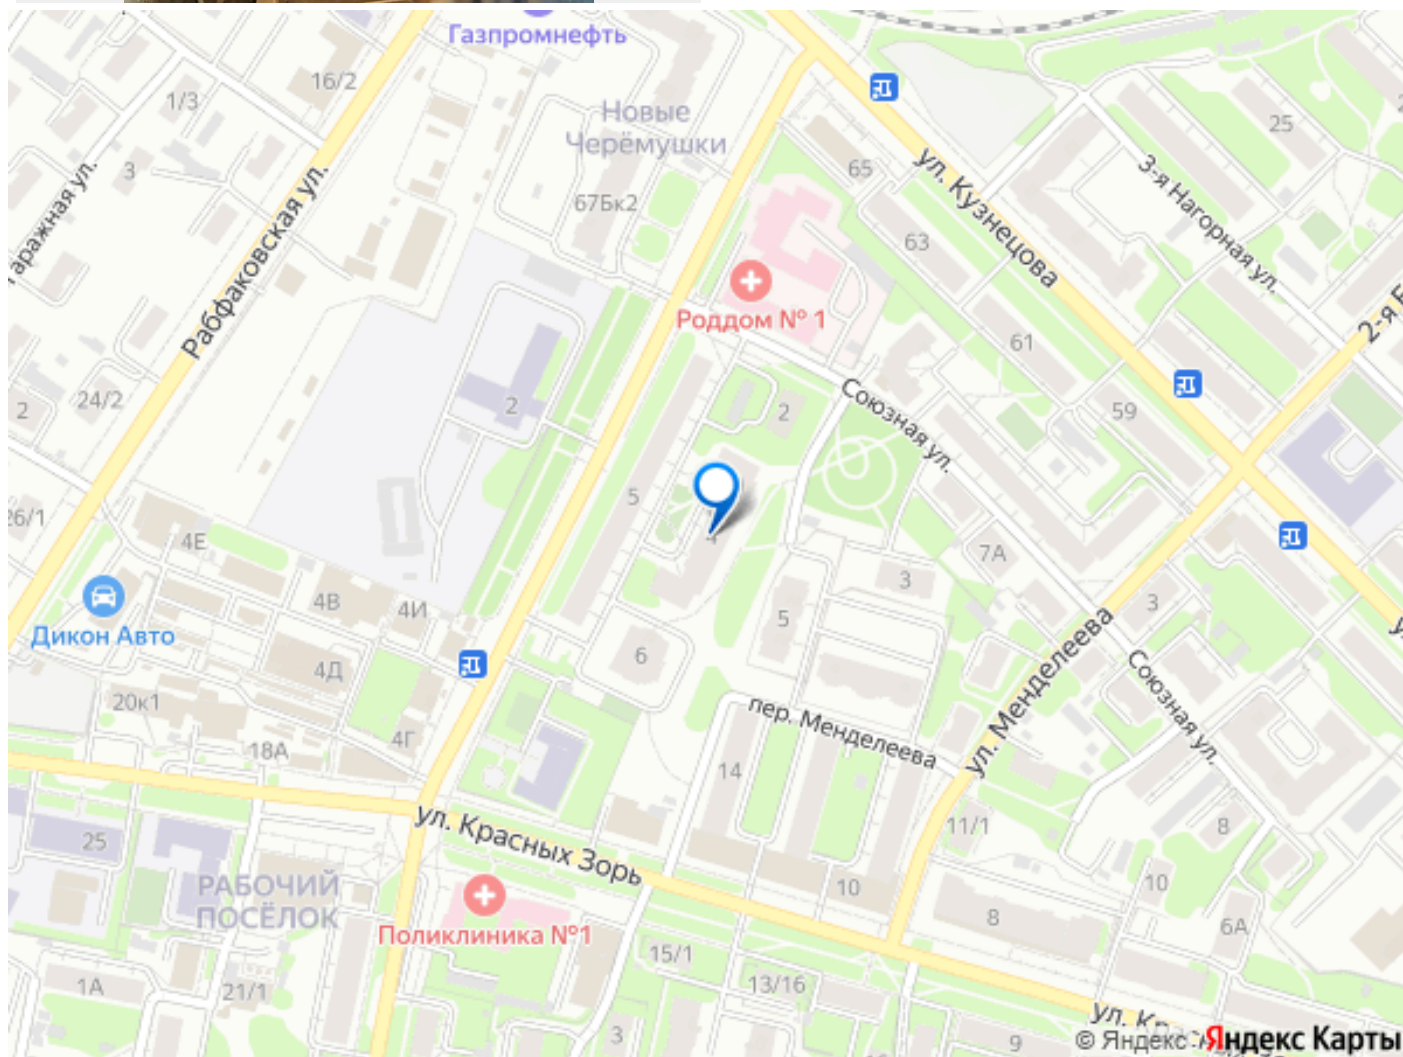 Газпромнефть
16/2
1/3
Новые
Черёмушки
25
3
65
ул. Кузнецова
3-я Нагорная ул.
67Бк2
63
Рабфаковская ул.
Роддом № 1
61
2-я
2
24/2
2
2
Союзная ул.
59
26/1
5
4Е
4
7А
3
4В
4И
5
3
Дикон Авто
6
4Д
ул. Менделеева
Союзная ул.
20к1
пер. Менделеева
18А
4Г
14
ул. Красных Зорь
11/1
8
25
РАБОЧИЙ
ПОСЁЛОК
10
10
8
6А
Поликлиника №1
15/1
1А
21/1
13/16
3
9
ул.
© Яндекс Яндекс Карты